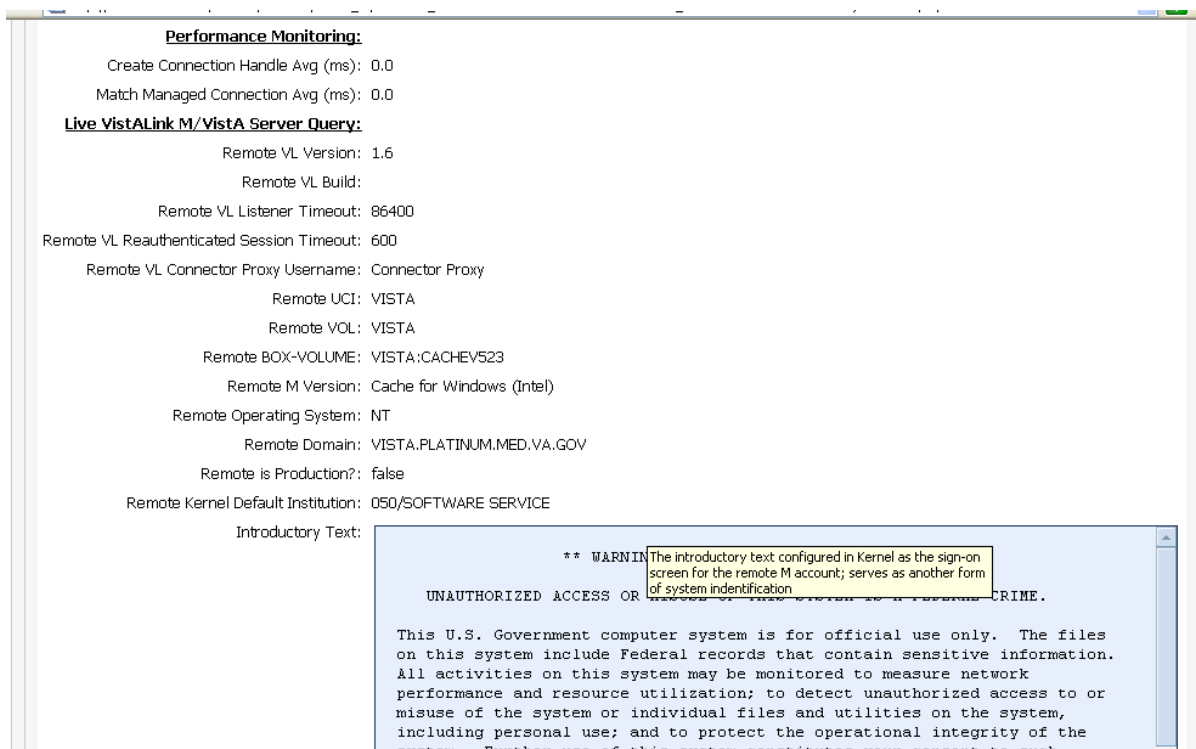 Performance Monitoring:
Create Connection Handle Avg (ms): 0.0
Match Managed Connection Avg (ms): 0.0
Live VistALink M/VistA Server Query:
Remote VL Version: 1.6
Remote VL Build:
Remote VL Listener Timeout: 86400
Remote VL Reauthenticated Session Timeout: 600
Remote VL Connector Proxy Username: Connector Proxy
Remote UCI: VISTA
Remote VOL: VISTA
Remote BOX-VOLUME: VISTA:CACHEV523
Remote M Version: Cache for Windows (Intel)
Remote Operating System: NT
Remote Domain: VISTA.PLATINUM.MED.VA.GOV
Remote is Production?: false
Remote Kernel Default Institution: 050/SOFTWARE SERVICE
Introductory Text:
** WARNIN
The introductory text configured in Kernel as the sign-on
screen for the remote M account; serves as another form
of system indentification
UNAUTHORIZED ACCESS OR CRIME.
This U.S. Government computer system is for official use only. The files
on this system include Federal records that contain sensitive information.
All activities on this system may be monitored to measure network
performance and resource utilization; to detect unauthorized access to or
misuse of the system or individual files and utilities on the system,
including personal use; and to protect the operational integrity of the